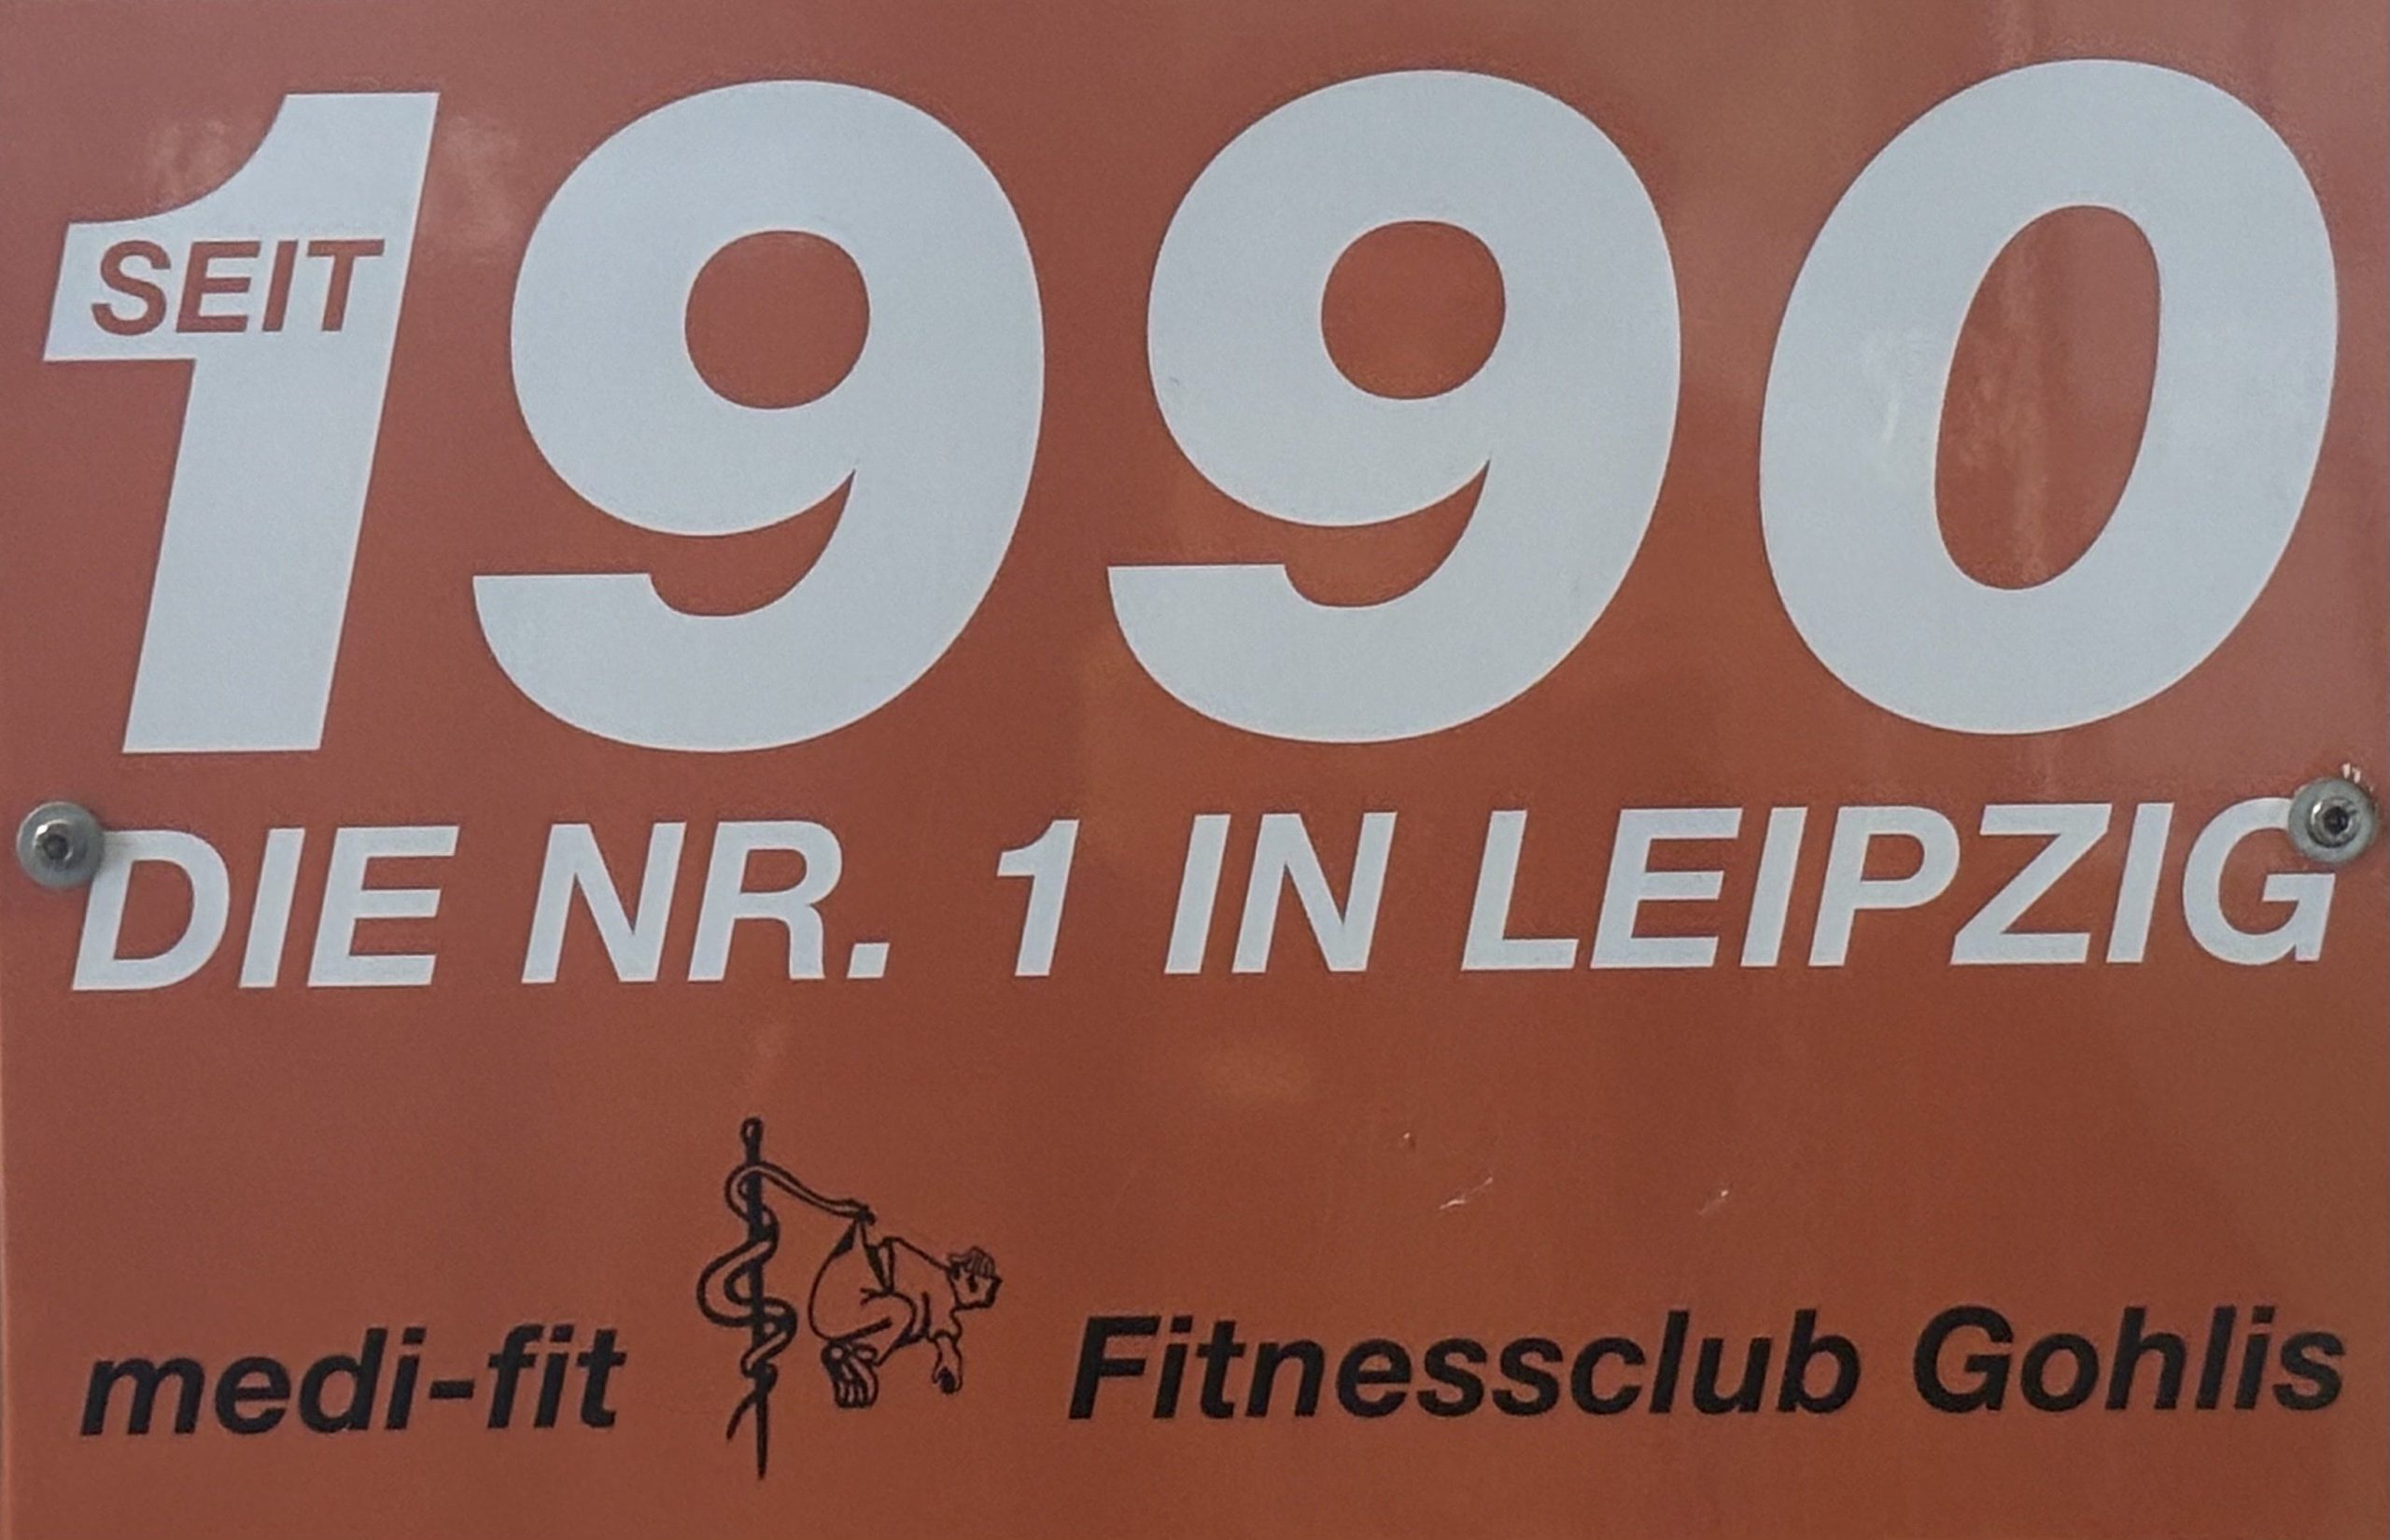 SEIT
1990
DIE NR. 1 IN LEIPZIG
medi-fit Fitnessclub Gohlis